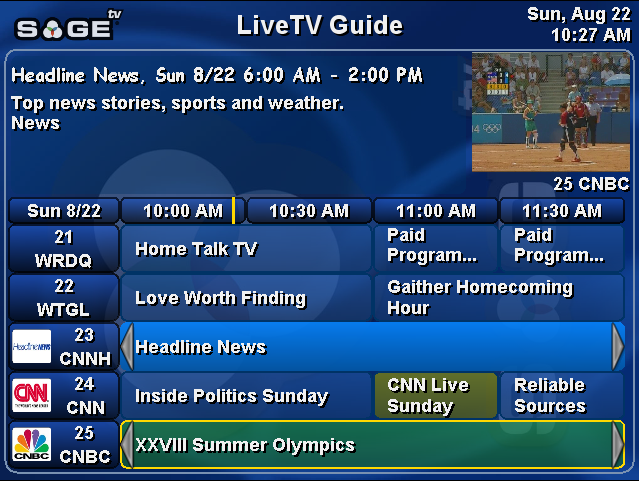 SAGE tv
LiveTV Guide
Sun, Aug 22
10:27 AM
Headline News, Sun 8/22 6:00 AM - 2:00 PM
Top news stories, sports and weather.
News
25 CNBC
Sun 8/22
10:00 AM
10:30 AM
11:00 AM
11:30 AM
21
WRDQ
Home Talk TV
Paid
Program...
Paid
Program...
22
WTGL
Love Worth Finding
Gaither Homecoming
Hour
Headline NEWS
23
CNNH
Headline News
CNN
24
CNN
Inside Politics Sunday
CNN Live
Sunday
Reliable
Sources
CNBC
25
CNBC
XXVIII Summer Olympics